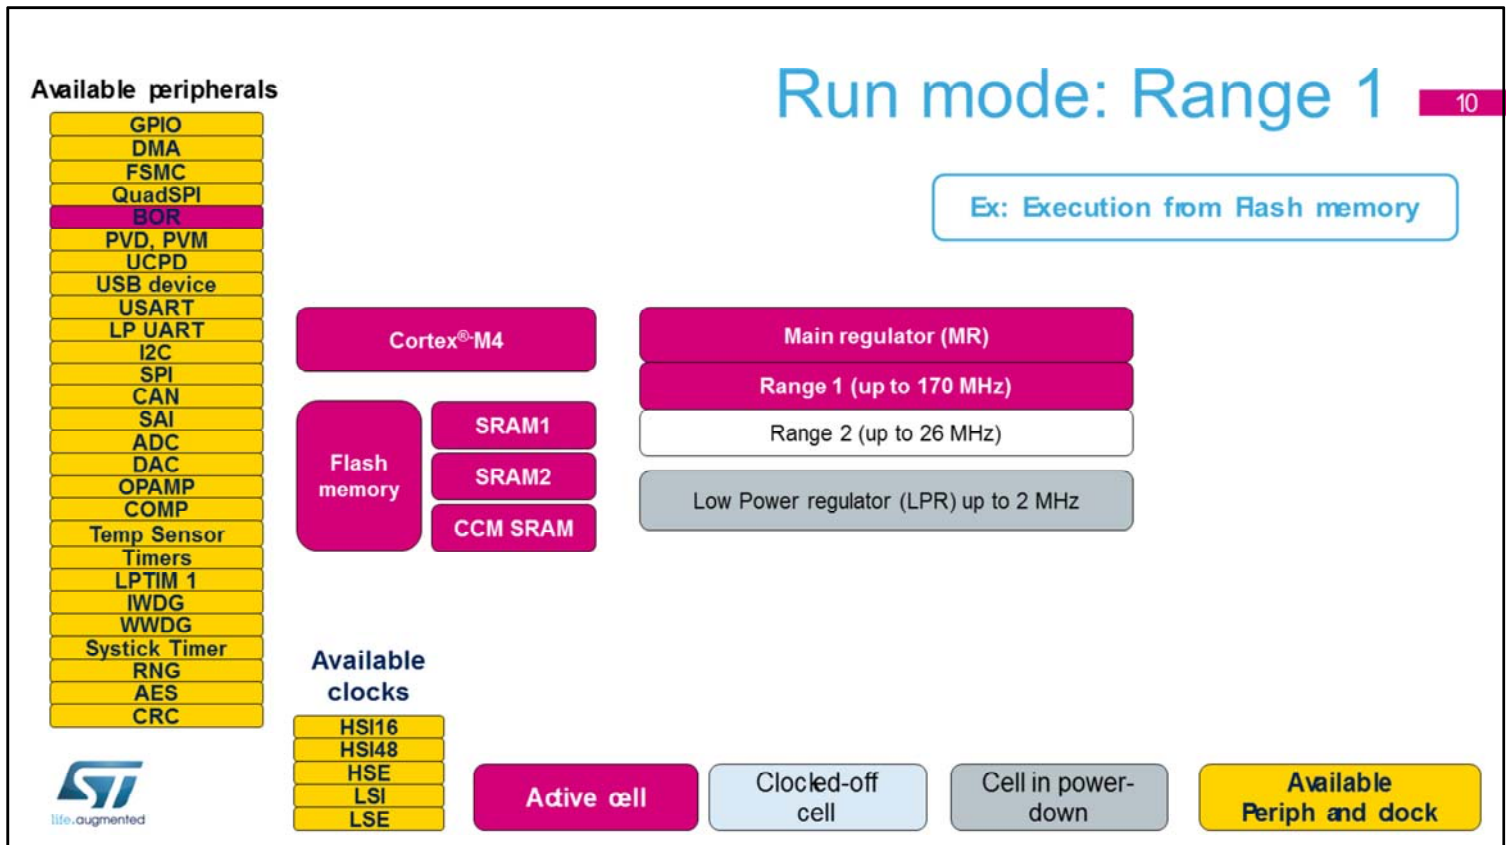 Run mode: Range 1
10
Available peripherals
GPIO
DMA
FSMC
QuadSPI
BOR
PVD, PVM
UCPD
USB device
USART
LP UART
I2C
SPI
CAN
SAI
ADC
DAC
OPAMP
COMP
Temp Sensor
Timers
LPTIM 1
IWDG
WWDG
Systick Timer
RNG
AES
CRC
Ex: Execution from Flash memory
Cortex®-M4
Flash
memory
SRAM1
SRAM2
CCM SRAM
Main regulator (MR)
Range 1 (up to 170 MHz)
Range 2 (up to 26 MHz)
Low Power regulator (LPR) up to 2 MHz
Available
clocks
HSI16
HSI48
HSE
LSI
LSE
ST
life.augmented
Active cell
Clocked-off
cell
Cell in power-
down
Available
Periph and clock